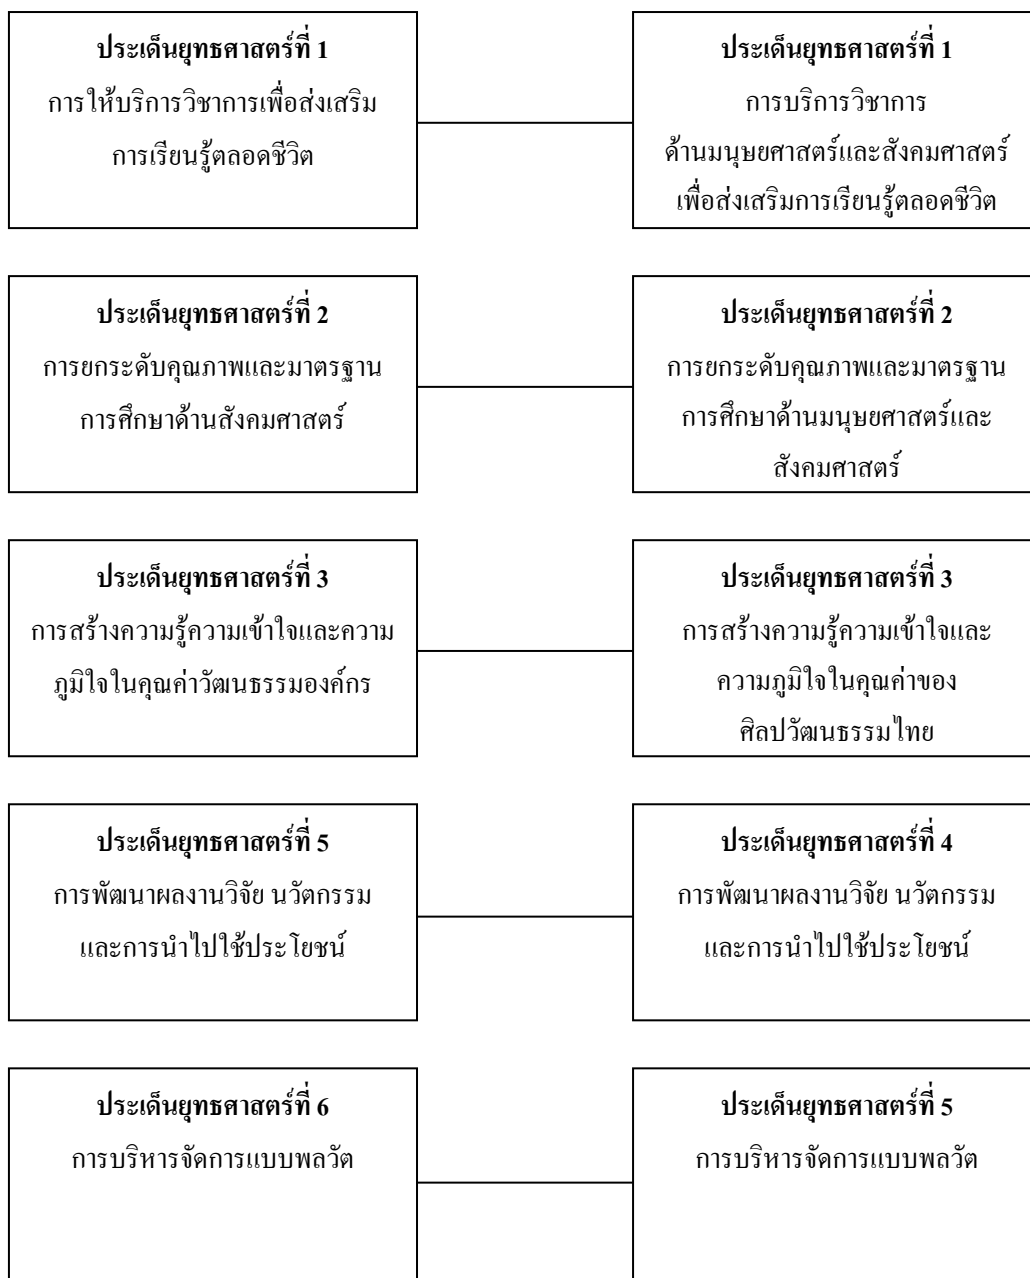 ประเด็นยุทธศาสตร์ที่ 1
การให้บริการวิชาการเพื่อส่งเสริม
การเรียนรู้ตลอดชีวิต
ประเด็นยุทธศาสตร์ที่ 1
การบริการวิชาการ
ด้านมนุษยศาสตร์และสังคมศาสตร์
เพื่อส่งเสริมการเรียนรู้ตลอดชีวิต
ประเด็นยุทธศาสตร์ที่ 2
การยกระดับคุณภาพและมาตรฐาน
การศึกษาด้านสังคมศาสตร์
ประเด็นยุทธศาสตร์ที่ 2
การยกระดับคุณภาพและมาตรฐาน
การศึกษาด้านมนุษยศาสตร์และ
สังคมศาสตร์
ประเด็นยุทธศาสตร์ที่ 3
การสร้างความรู้ความเข้าใจและความ
ภูมิใจในคุณค่าวัฒนธรรมองค์กร
ประเด็นยุทธศาสตร์ที่ 3
การสร้างความรู้ความเข้าใจและ
ความภูมิใจในคุณค่าของ
ศิลปวัฒนธรรมไทย
ประเด็นยุทธศาสตร์ที่ 5
การพัฒนาผลงานวิจัย นวัตกรรม
และการนำไปใช้ประโยชน์
ประเด็นยุทธศาสตร์ที่ 4
การพัฒนาผลงานวิจัย นวัตกรรม
และการนำไปใช้ประโยชน์
ประเด็นยุทธศาสตร์ที่ 6
การบริหารจัดการแบบพลวัต
ประเด็นยุทธศาสตร์ที่ 5
การบริหารจัดการแบบพลวัต